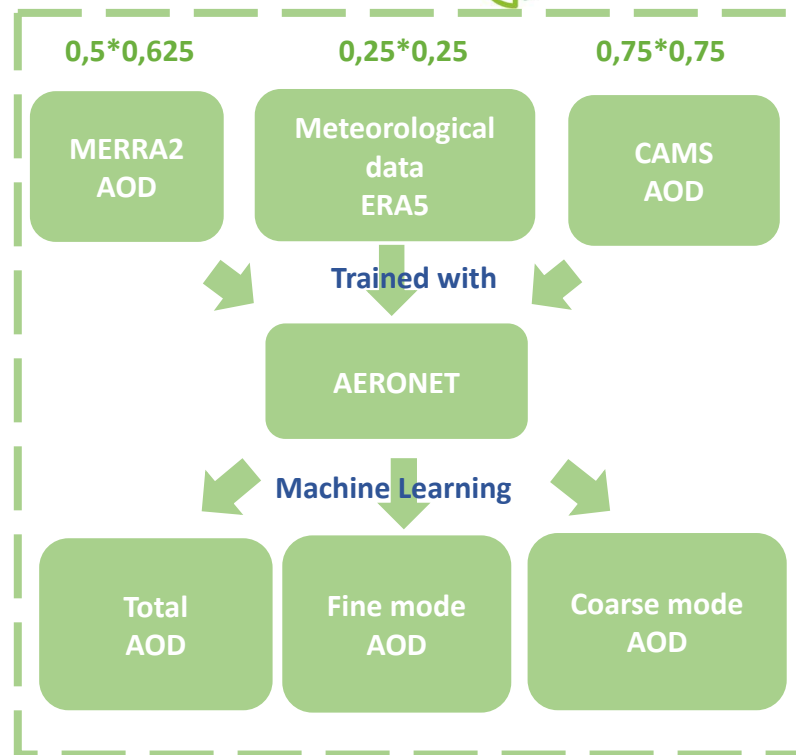 0,5*0,625
0,25*0,25
0,75*0,75
MERRA2
AOD
Meteorological
data
ERA5
CAMS
AOD
Trained with
AERONET
Machine Learning
Total
AOD
Fine mode
AOD
Coarse mode
AOD